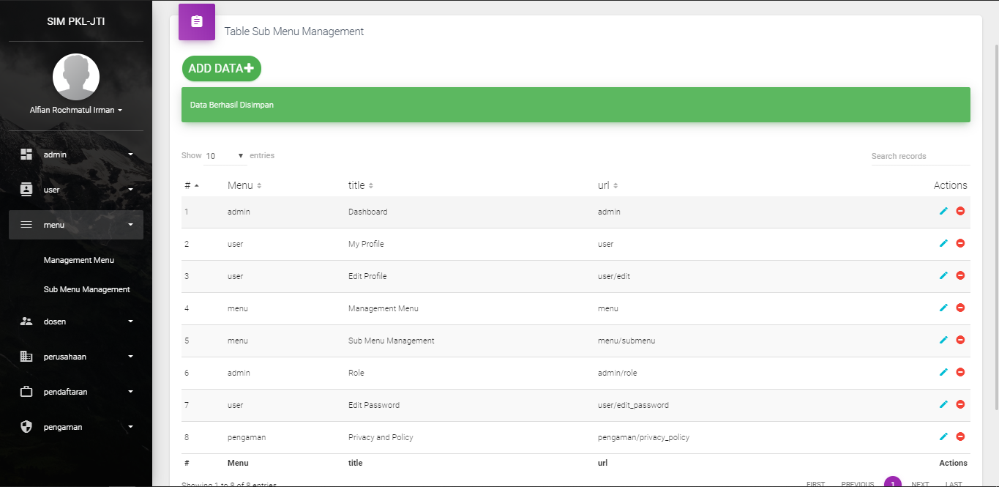 SIM PKL-JTI
Alfian Rochmatul Irman
admin
user
menu
Management Menu
Sub Menu Management
dosen
perusahaan
pendaftaran
pengaman
Table Sub Menu Management
ADD DATA
Data Berhasil Disimpan
Show 10 entries
Search records
# Menu title url Actions
1 admin Dashboard admin
2 user My Profile user
3 user Edit Profile user/edit
4 menu Management Menu menu
5 menu Sub Menu Management menu/submenu
6 admin Role admin/role
7 user Edit Password user/edit_password
8 pengaman Privacy and Policy pengaman/privacy_policy
# Menu title url Actions
Showing 1 to 8 of 8 entries
FIRST PREVIOUS 1 NEXT LAST